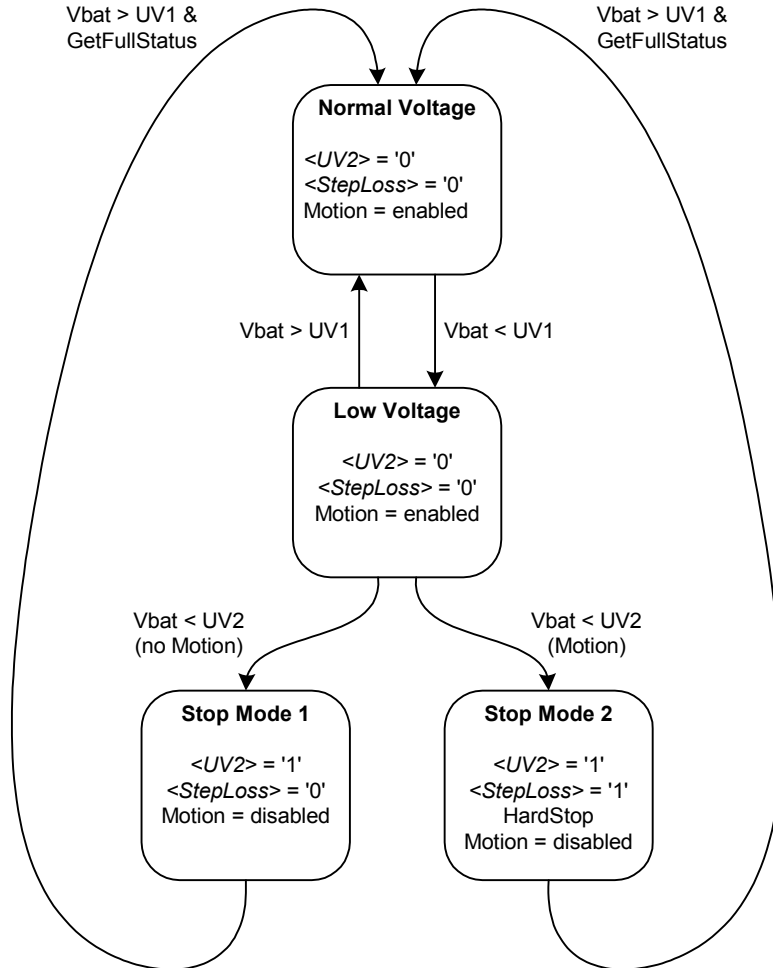 Vbat > UV1 &
GetFullStatus
Vbat > UV1 &
GetFullStatus
Normal Voltage
<UV2> = '0'
<StepLoss> = '0'
Motion = enabled
Vbat > UV1
Vbat < UV1
Low Voltage
<UV2> = '0'
<StepLoss> = '0'
Motion = enabled
Vbat < UV2
(no Motion)
Vbat < UV2
(Motion)
Stop Mode 1
<UV2> = '1'
<StepLoss> = '0'
Motion = disabled
Stop Mode 2
<UV2> = '1'
<StepLoss> = '1'
HardStop
Motion = disabled